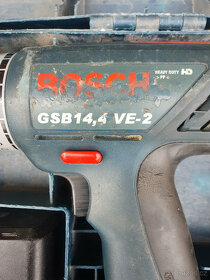 BOSCH
HEAVY DUTY HD
GSB14,4 VE-2